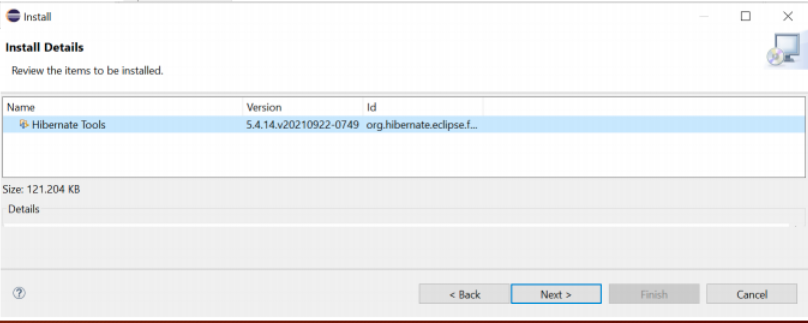 Install
Install Details
Review the items to be installed.
Name Version Id
Hibernate Tools 5.4.14.v20210922-0749 org.hibernate.eclipse.f...
Size: 121.204 KB
Details
? < Back Next > Finish Cancel